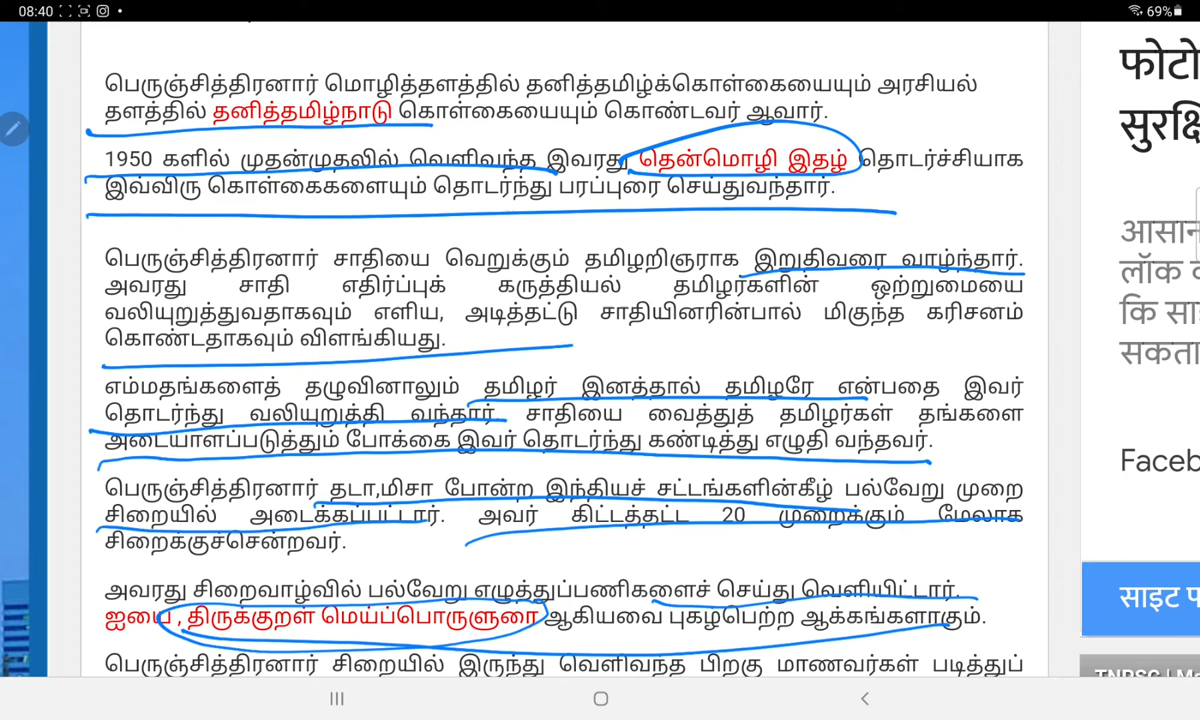 08:40
69%
பெருஞ்சித்திரனார் மொழித்தளத்தில் தனித்தமிழ்க்கொள்கையையும் அரசியல்
தளத்தில் தனித்தமிழ்நாடு கொள்கையையும் கொண்டவர் ஆவார்.
1950 களில் முதன்முதலில் வெளிவந்த இவரது தென்மொழி இதழ் தொடர்ச்சியாக
இவ்விரு கொள்கைகளையும் தொடர்ந்து பரப்புரை செய்துவந்தார்.
பெருஞ்சித்திரனார் சாதியை வெறுக்கும் தமிழறிஞராக இறுதிவரை வாழ்ந்தார்.
அவரது சாதி எதிர்ப்புக் கருத்தியல் தமிழர்களின் ஒற்றுமையை
வலியுறுத்துவதாகவும் எளிய, அடித்தட்டு சாதியினரின்பால் மிகுந்த கரிசனம்
கொண்டதாகவும் விளங்கியது.
எம்மதங்களைத் தழுவினாலும் தமிழர் இனத்தால் தமிழரே என்பதை இவர்
தொடர்ந்து வலியுறுத்தி வந்தார். சாதியை வைத்துத் தமிழர்கள் தங்களை
அடையாளப்படுத்தும் போக்கை இவர் தொடர்ந்து கண்டித்து எழுதி வந்தவர்.
பெருஞ்சித்திரனார் தடா,மிசா போன்ற இந்தியச் சட்டங்களின்கீழ் பல்வேறு முறை
சிறையில் அடைக்கப்பட்டார். அவர் கிட்டத்தட்ட 20 முறைக்கும் மேலாக
சிறைக்குச்சென்றவர்.
அவரது சிறைவாழ்வில் பல்வேறு எழுத்துப்பணிகளைச் செய்து வெளியிட்டார்.
ஐயை , திருக்குறள் மெய்ப்பொருளுரை ஆகியவை புகழ்பெற்ற ஆக்கங்களாகும்.
பெருஞ்சித்திரனார் சிறையில் இருந்து வெளிவந்த பிறகு மாணவர்கள் படித்துப்
फोटो
सुरक्षि
आसान
लॉक क
कि सा
सकता
Faceb
साइट प
TNPSC | M